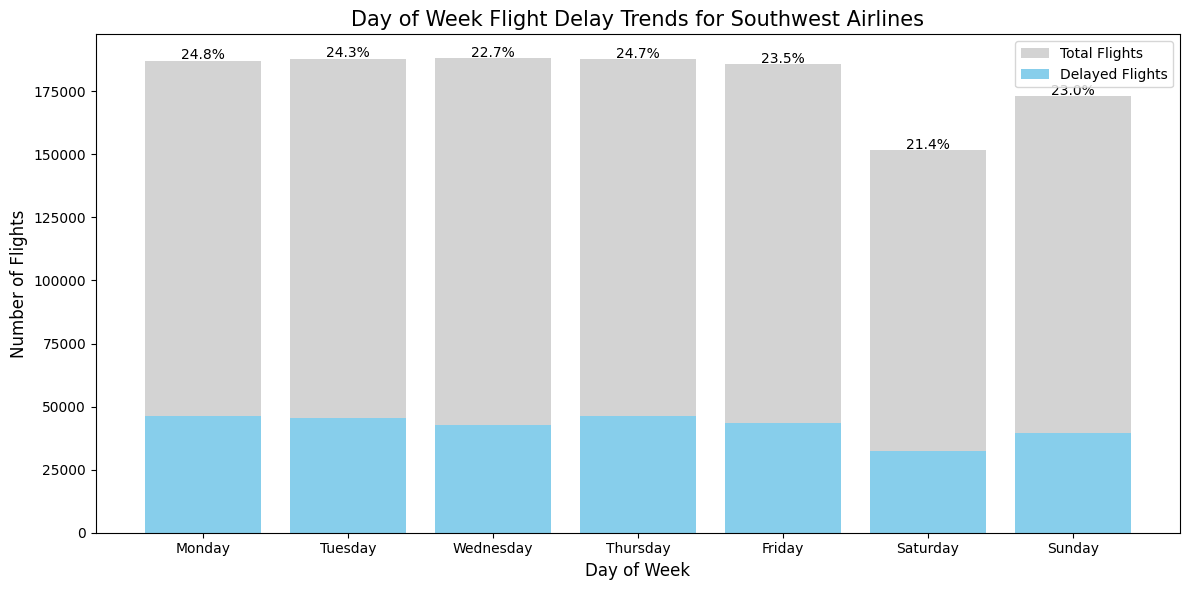 Day of Week Flight Delay Trends for Southwest Airlines
24.8%
24.3%
22.7%
24.7%
23.5%
21.4%
23.0%
Total Flights
Delayed Flights
175000
150000
125000
100000
75000
50000
25000
0
Number of Flights
Monday
Tuesday
Wednesday
Thursday
Friday
Saturday
Sunday
Day of Week